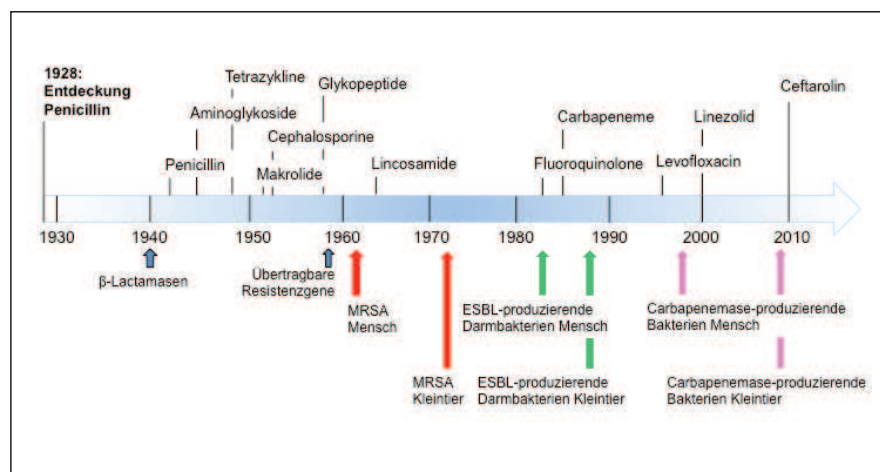 1928:
Entdeckung
Penicillin
Tetrazykline
Glykopeptide
Ceftarolin
Aminoglykoside
Carbapeneme
Linezolid
Cephalosporine
Penicillin
Makrolide
Lincosamide
Fluoroquinolone
Levofloxacin
1930 1940 1950 1960 1970 1980 1990 2000 2010
β-Lactamasen
Übertragbare
Resistenzgene
MRSA
Mensch
ESBL-produzierende
Darmbakterien Mensch
Carbapenemase-produzierende
Bakterien Mensch
MRSA
Kleintier
ESBL-produzierende
Darmbakterien Kleintier
Carbapenemase-produzierende
Bakterien Kleintier